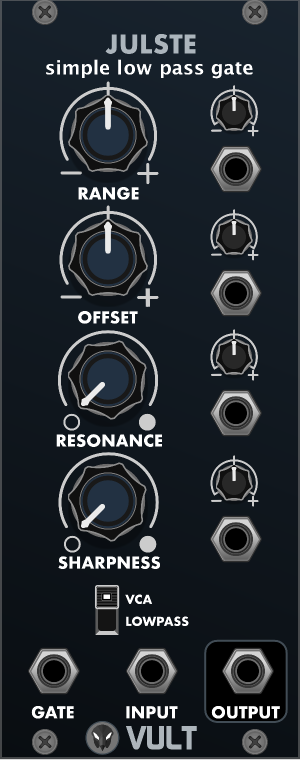 JULSTE
simple low pass gate
RANGE
OFFSET
RESONANCE
SHARPNESS
VCA
LOWPASS
GATE INPUT OUTPUT
VULT